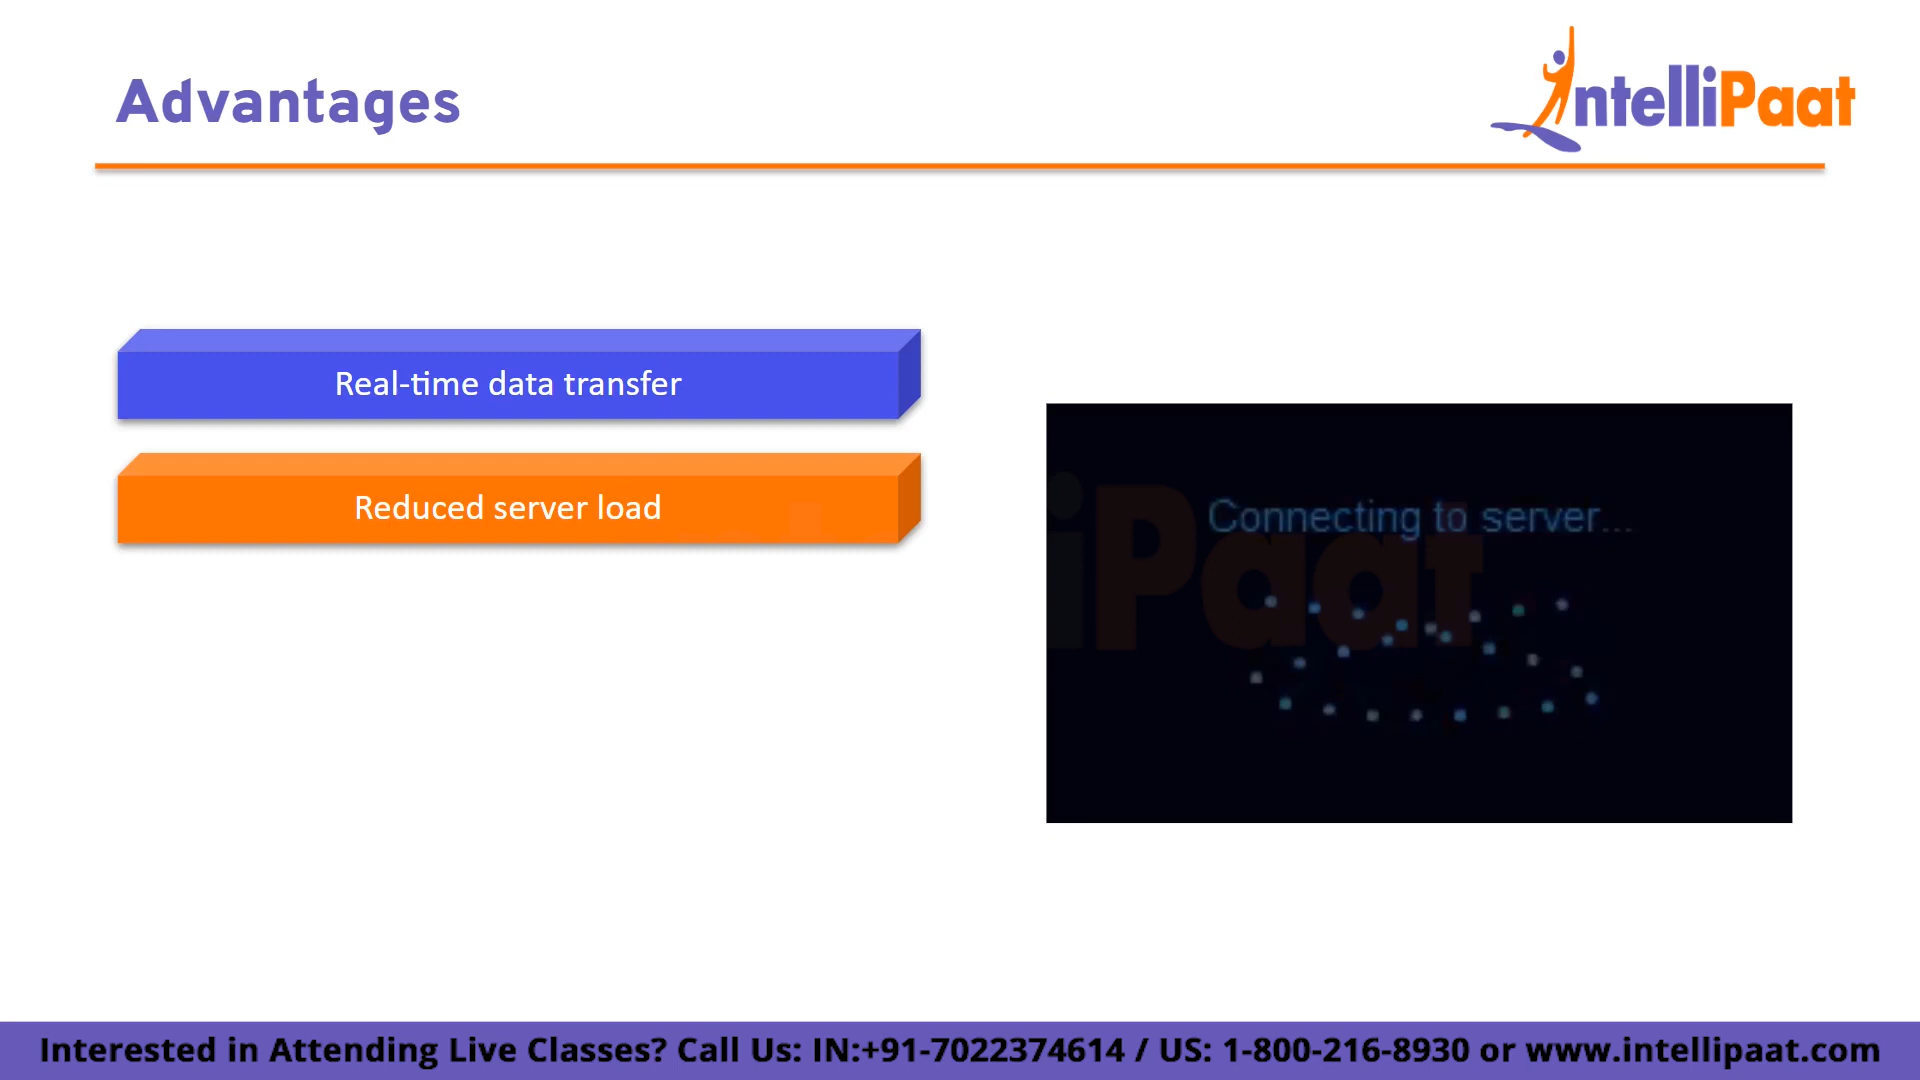 Advantages
IntelliPaat
Real-time data transfer
Reduced server load
Connecting to server...
iPaat
Interested in Attending Live Classes? Call Us: IN:+91-7022374614 / US: 1-800-216-8930 or www.intellipaat.com